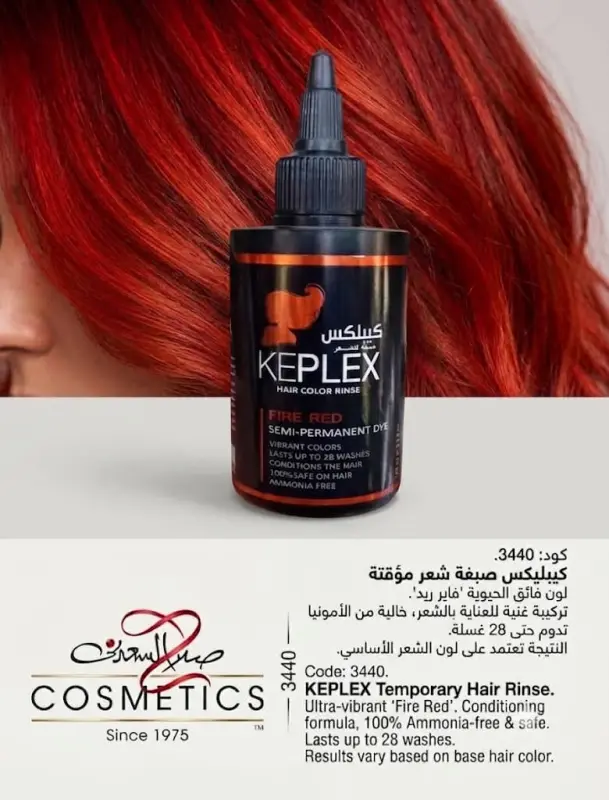 كيبلكس
صبغة للشعر
KEPLEX
HAIR COLOR RINSE
FIRE RED
SEMI-PERMANENT DYE
VIBRANT COLORS
LASTS UP TO 28 WASHES
CONDITIONS THE HAIR
100% SAFE ON HAIR
AMMONIA FREE
كود: 3440.
كيبليكس صبغة شعر مؤقتة
لون فائق الحيوية 'فاير ريد'.
تركيبة غنية للعناية بالشعر، خالية من الأمونيا
تدوم حتى 28 غسلة.
النتيجة تعتمد على لون الشعر الأساسي.
COSMETICS
TM
Since 1975
3440
Code: 3440.
KEPLEX Temporary Hair Rinse.
Ultra-vibrant 'Fire Red'. Conditioning
formula, 100% Ammonia-free & safe.
Lasts up to 28 washes.
Results vary based on base hair color.